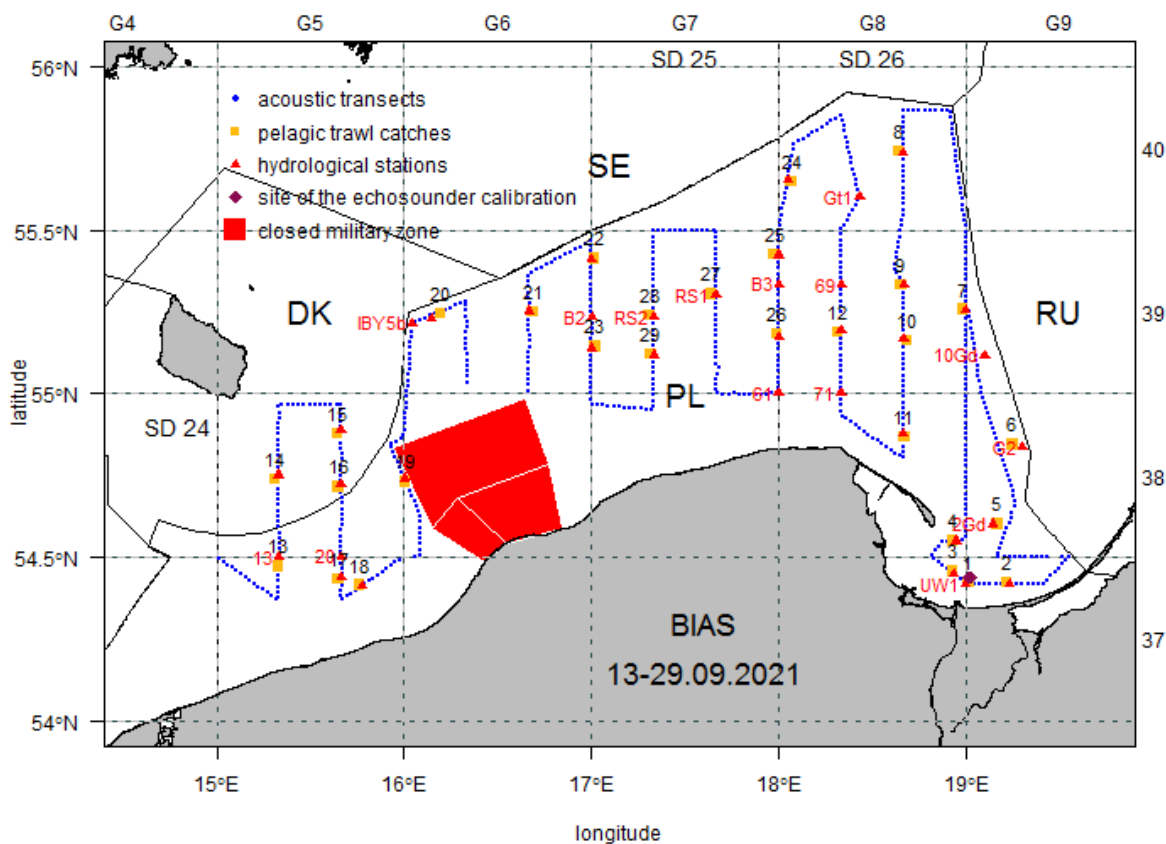 G4 G5 G6 G7 G8 G9
SD 25 SD 26
56°N
acoustic transects
pelagic trawl catches
hydrological stations
site of the echosounder calibration
closed military zone
SE
DK
RU
PL
SD 24
8
40
24
Gt1
55.5°N
22
25
27
9
B3
69
RS1
20
21
28
7
IBY5b
B2
RS2
26
12
10
23
29
10Gd
55°N
61
71
15
11
6
G2
14
16
19
38
5
2Gd
4
13
13
20
54.5°N
17
3
18
UW1
1
2
BIAS
13-29.09.2021
37
54°N
15°E 16°E 17°E 18°E 19°E
longitude
latitude